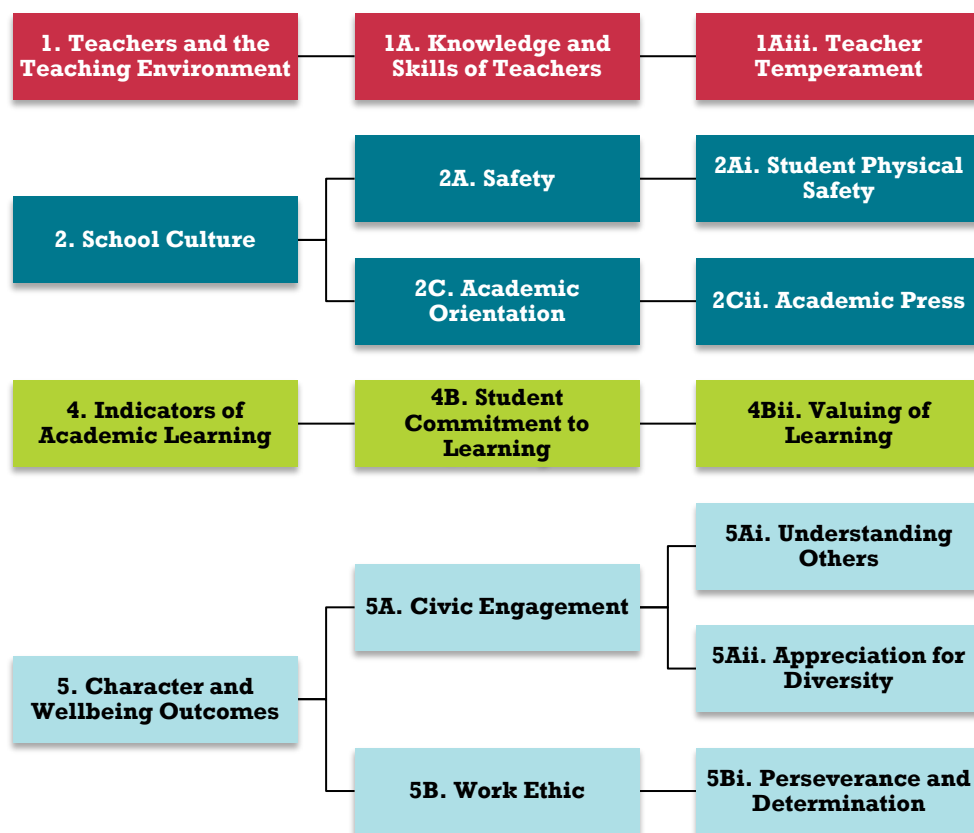 1. Teachers and the
Teaching Environment
1A. Knowledge and
Skills of Teachers
1Aiii. Teacher
Temperament
2. School Culture
2A. Safety
2Ai. Student Physical
Safety
2C. Academic
Orientation
2Cii. Academic Press
4. Indicators of
Academic Learning
4B. Student
Commitment to
Learning
4Bii. Valuing of
Learning
5. Character and
Wellbeing Outcomes
5A. Civic Engagement
5Ai. Understanding
Others
5Aii. Appreciation for
Diversity
5B. Work Ethic
5Bi. Perseverance and
Determination